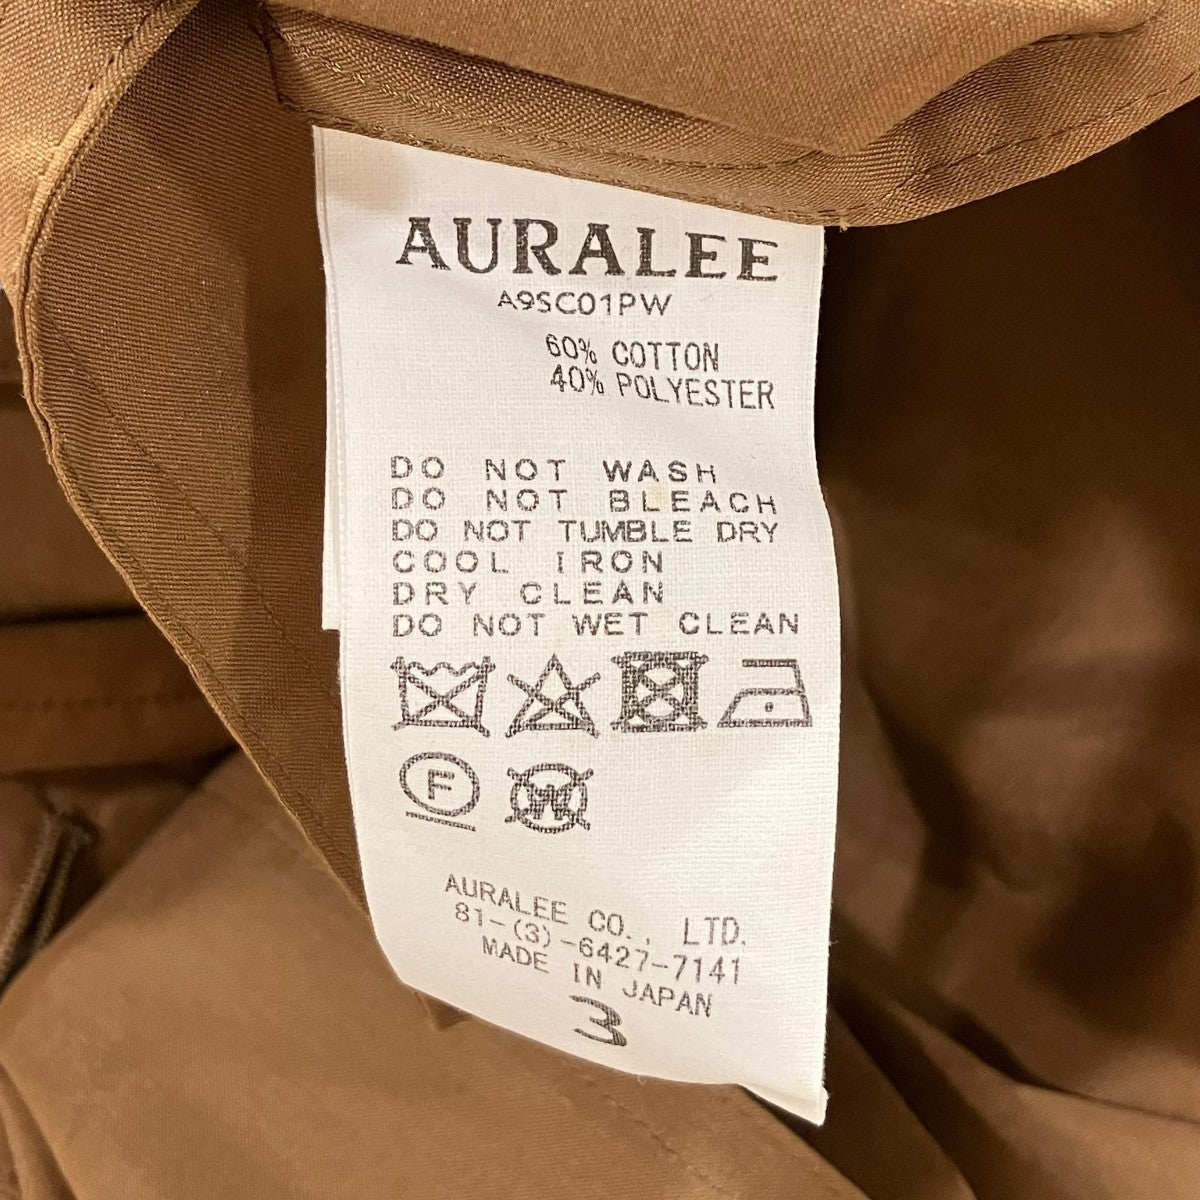 AURALEE
A9SC01PW
60% COTTON
40% POLYESTER
DO NOT WASH
DO NOT BLEACH
DO NOT TUMBLE DRY
COOL IRON
DRY CLEAN
DO NOT WET CLEAN
F
W
AURALEE CO., LTD.
81-(3)-6427-7141
MADE IN JAPAN
3